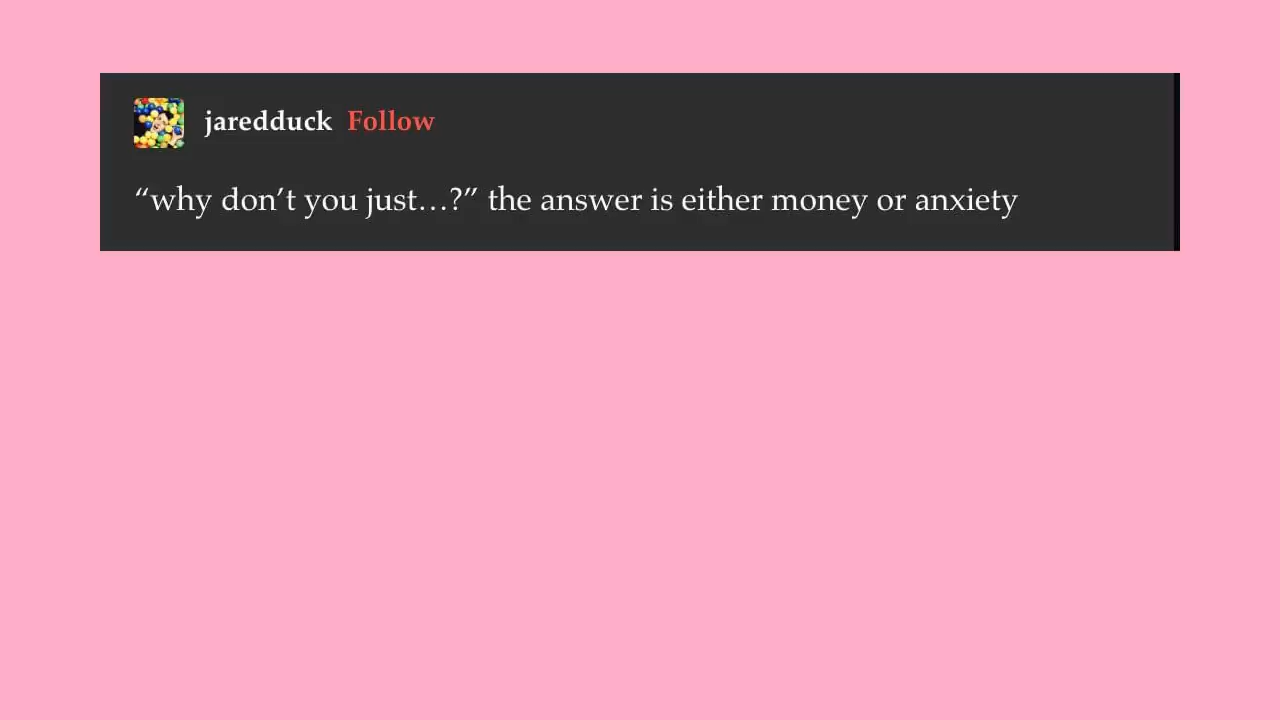 jaredduck Follow
“why don’t you just…?” the answer is either money or anxiety